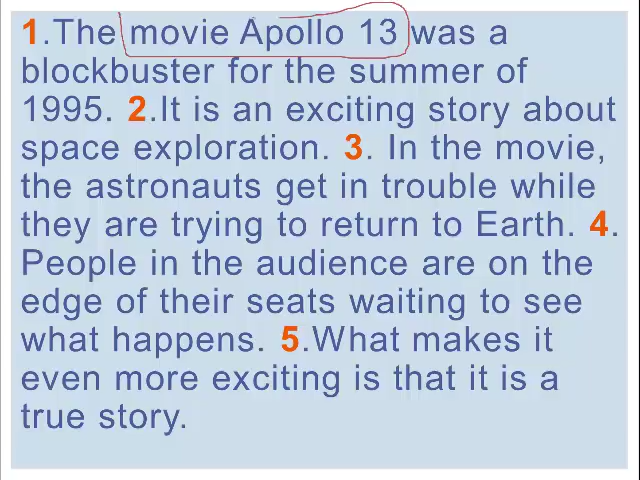 1.The movie Apollo 13 was a
blockbuster for the summer of
1995. 2.It is an exciting story about
space exploration. 3. In the movie,
the astronauts get in trouble while
they are trying to return to Earth. 4.
People in the audience are on the
edge of their seats waiting to see
what happens. 5.What makes it
even more exciting is that it is a
true story.